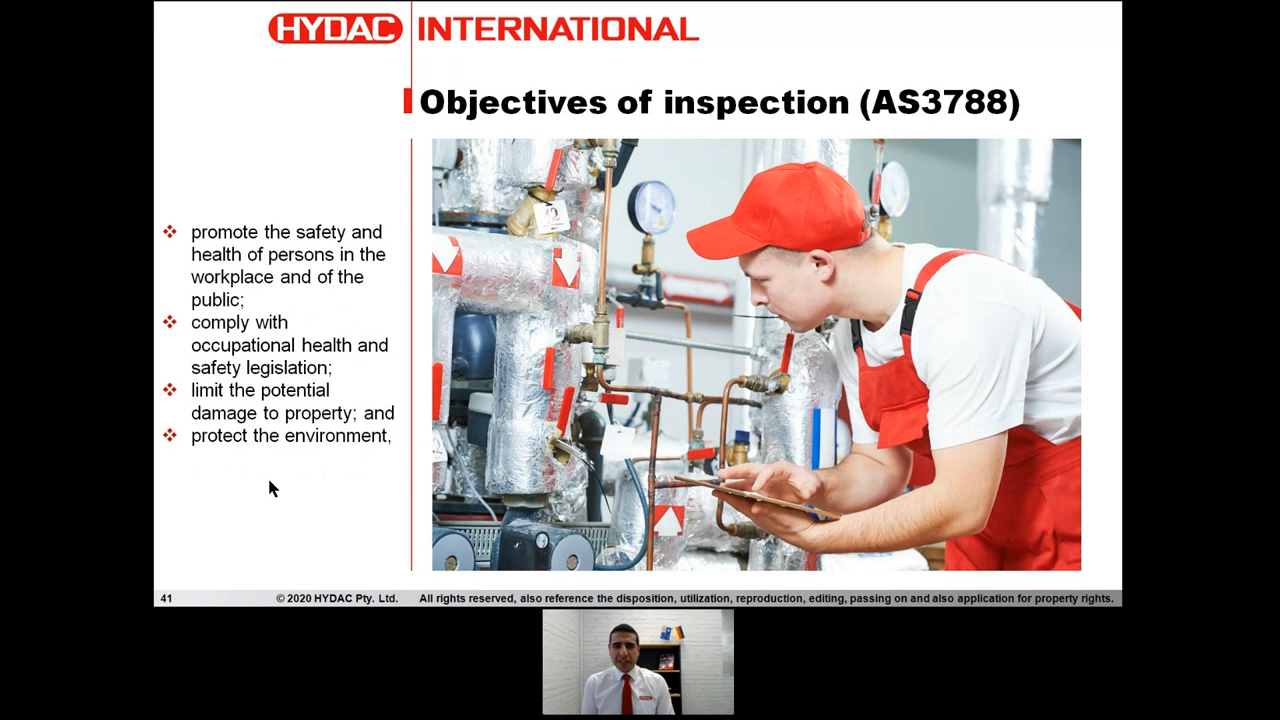 HYDAC INTERNATIONAL
Objectives of inspection (AS3788)
❖ promote the safety and
health of persons in the
workplace and of the
public;
❖ comply with
occupational health and
safety legislation;
❖ limit the potential
damage to property; and
❖ protect the environment,
12
41 © 2020 HYDAC Pty. Ltd. All rights reserved, also reference the disposition, utilization, reproduction, editing, passing on and also application for property rights.
HYDAC